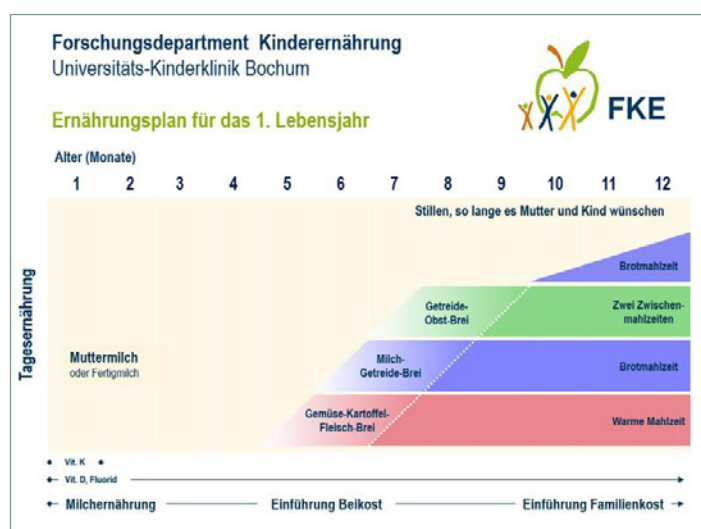 Forschungsdepartment Kinderernährung
Universitäts-Kinderklinik Bochum
FKE
Ernährungsplan für das 1. Lebensjahr
Alter (Monate)
1 2 3 4 5 6 7 8 9 10 11 12
Stillen, so lange es Mutter und Kind wünschen
Tagesernährung
Brotmahlzeit
Getreide-
Obst-Brei
Zwei Zwischen-
mahlzeiten
Muttermilch
oder Fertigmilch
Milch-
Getreide-Brei
Brotmahlzeit
Gemüse-Kartoffel-
Fleisch-Brei
Warme Mahlzeit
Vit. K
Vit. D, Fluorid
Milchernährung Einführung Beikost Einführung Familienkost